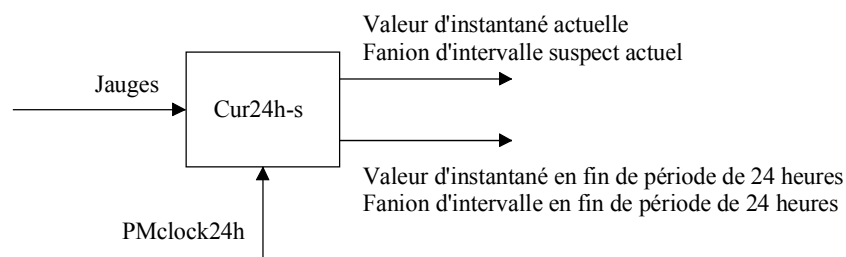 Valeur d'instantané actuelle
Fanion d'intervalle suspect actuel
Jauges
Cur24h-s
Valeur d'instantané en fin de période de 24 heures
Fanion d'intervalle en fin de période de 24 heures
PMclock24h